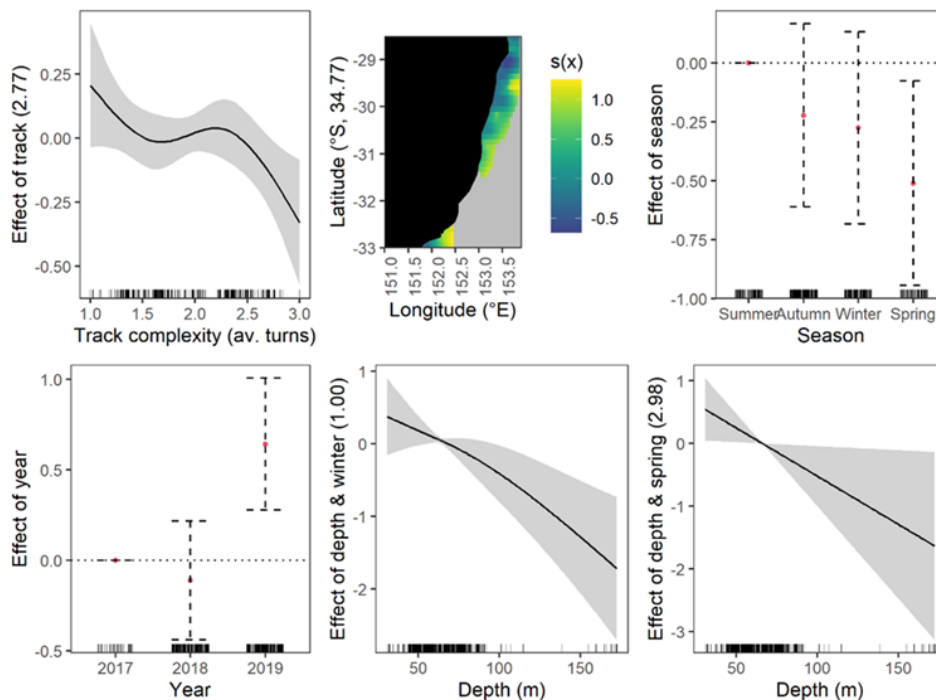 Effect of track (2.77)
0.25
0.00
-0.25
-0.50
1.0 1.5 2.0 2.5 3.0
Track complexity (av. turns)
Latitude (°S, 34.77)
-29
-30
-31
-32
-33
151.0 151.5 152.0 152.5 153.0 153.5
Longitude (°E)
s(x)
1.0
0.5
0.0
-0.5
Effect of season
0.00
-0.25
-0.50
-0.75
-1.00
Summer Autumn Winter Spring
Season
Effect of year
1.0
0.5
0.0
-0.5
2017 2018 2019
Year
Effect of depth & winter (1.00)
1
0
-1
-2
50 100 150
Depth (m)
Effect of depth & spring (2.98)
1
0
-1
-2
-3
50 100 150
Depth (m)